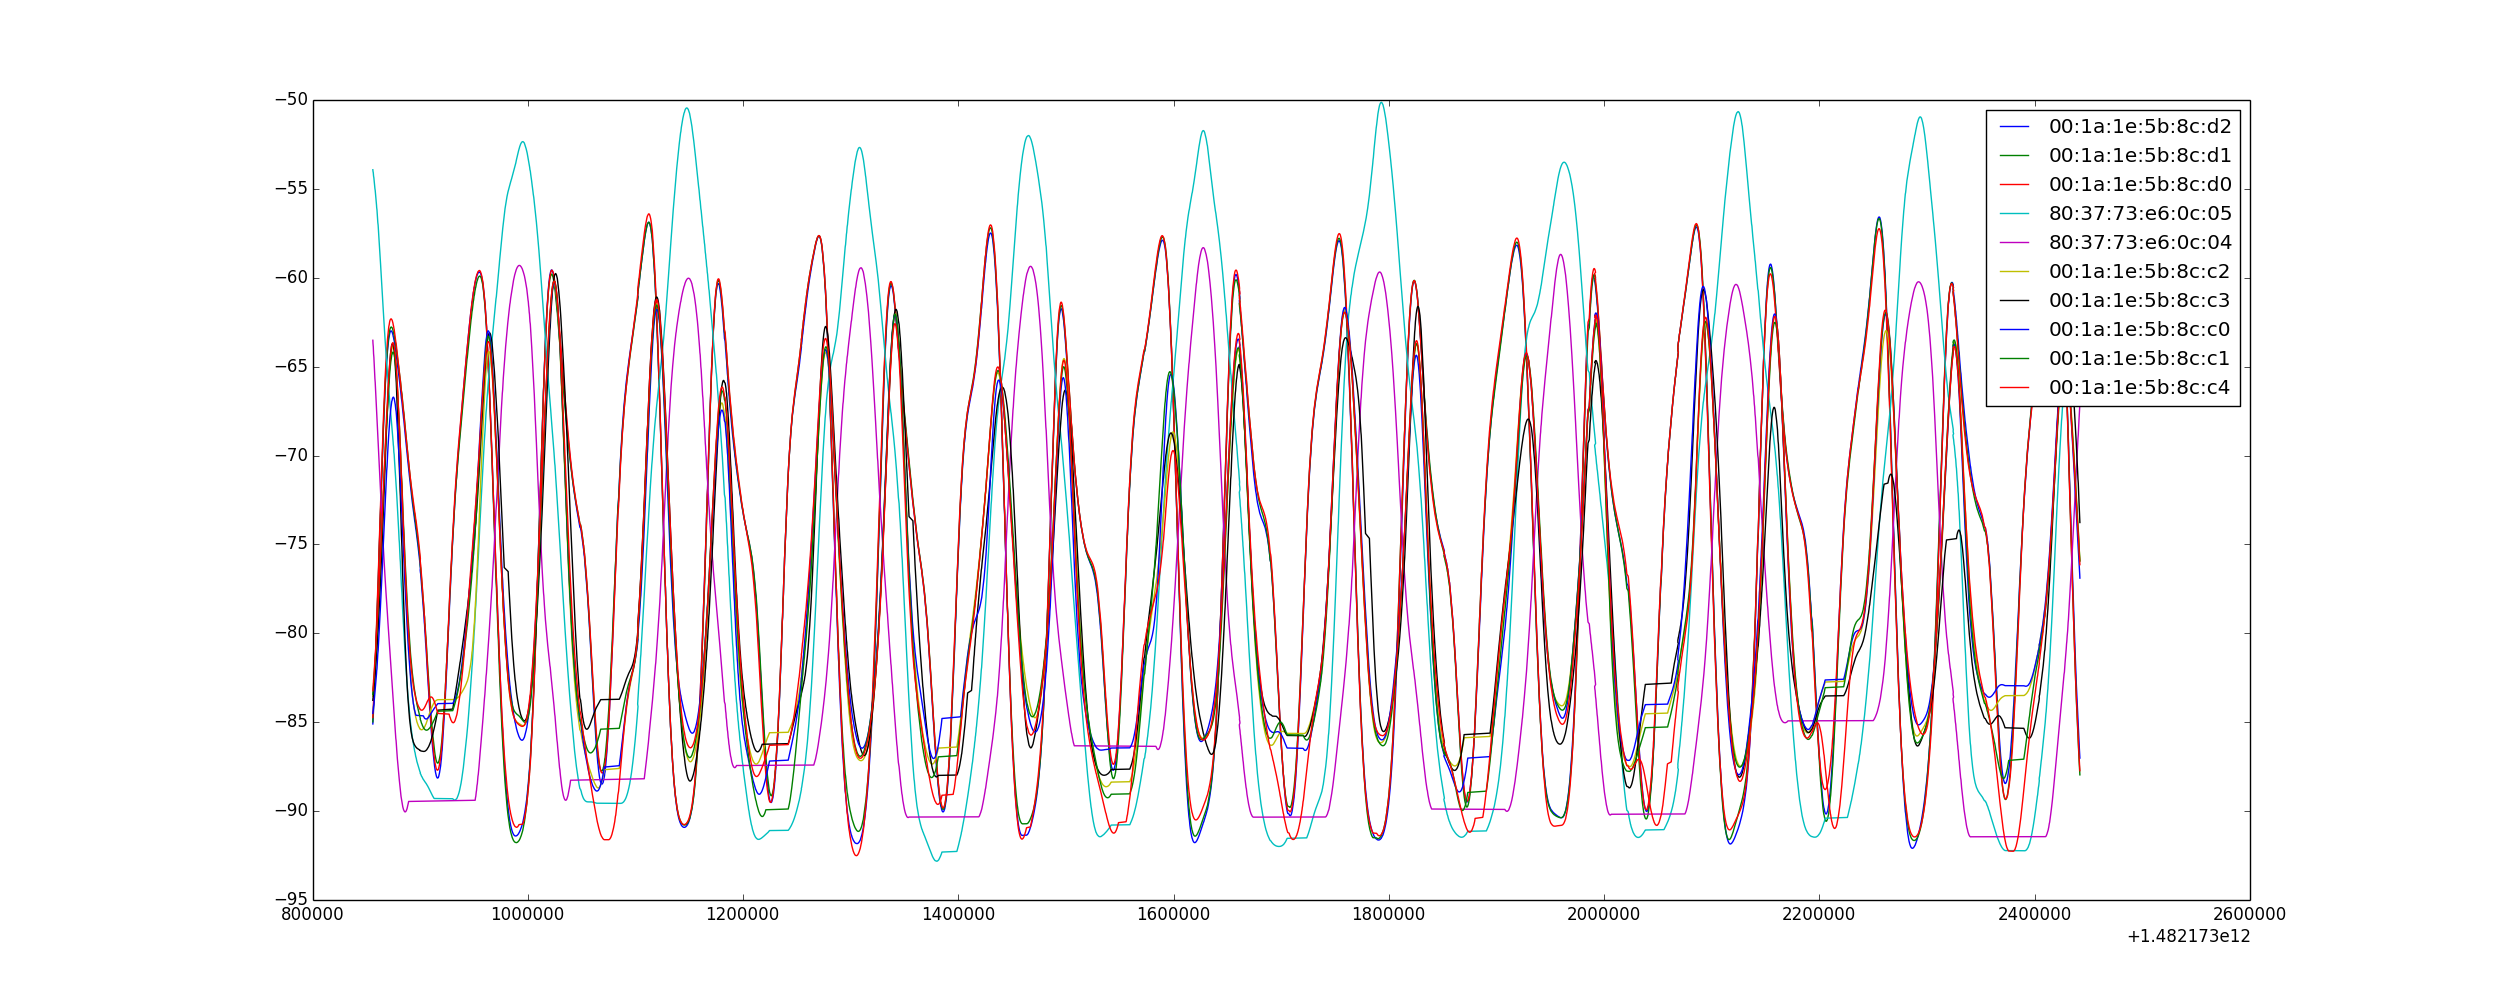 −50
−55
−60
−65
−70
−75
−80
−85
−90
−95
800000 1000000 1200000 1400000 1600000 1800000 2000000 2200000 2400000 2600000
+1.482173e12
00:1a:1e:5b:8c:d2
00:1a:1e:5b:8c:d1
00:1a:1e:5b:8c:d0
80:37:73:e6:0c:05
80:37:73:e6:0c:04
00:1a:1e:5b:8c:c2
00:1a:1e:5b:8c:c3
00:1a:1e:5b:8c:c0
00:1a:1e:5b:8c:c1
00:1a:1e:5b:8c:c4